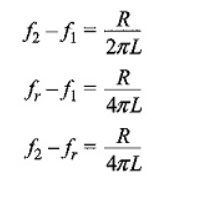 f₂ – f₁ = R / 2πL
fᵣ – f₁ = R / 4πL
f₂ – fᵣ = R / 4πL